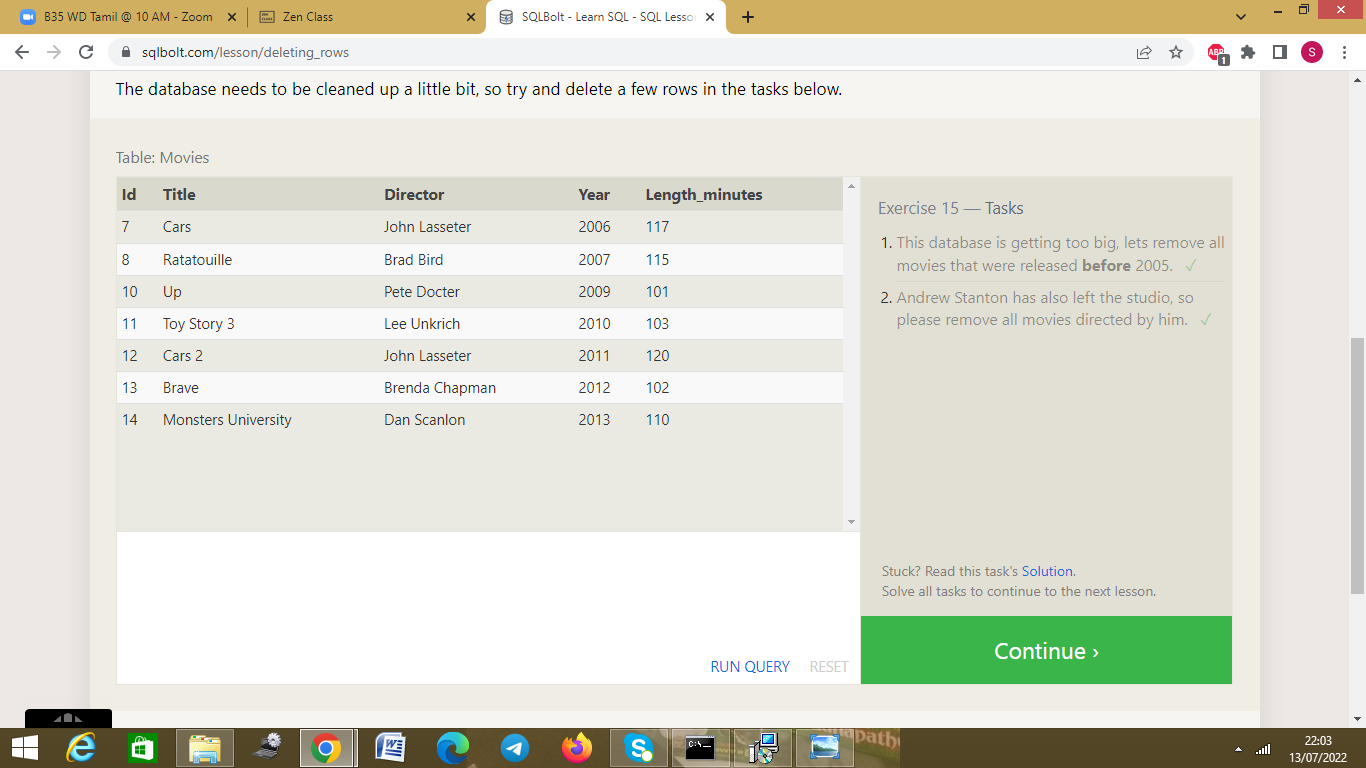 B35 WD Tamil @ 10 AM - Zoom
Zen Class
SQLBolt - Learn SQL - SQL Lesso
sqlbolt.com/lesson/deleting_rows
ABP
1
S
The database needs to be cleaned up a little bit, so try and delete a few rows in the tasks below.
Table: Movies
Id Title Director Year Length_minutes
7 Cars John Lasseter 2006 117
8 Ratatouille Brad Bird 2007 115
10 Up Pete Docter 2009 101
11 Toy Story 3 Lee Unkrich 2010 103
12 Cars 2 John Lasseter 2011 120
13 Brave Brenda Chapman 2012 102
14 Monsters University Dan Scanlon 2013 110
Exercise 15 — Tasks
1. This database is getting too big, lets remove all
movies that were released before 2005. ✓
2. Andrew Stanton has also left the studio, so
please remove all movies directed by him. ✓
Stuck? Read this task's Solution.
Solve all tasks to continue to the next lesson.
RUN QUERY RESET
Continue ›
22:03
13/07/2022